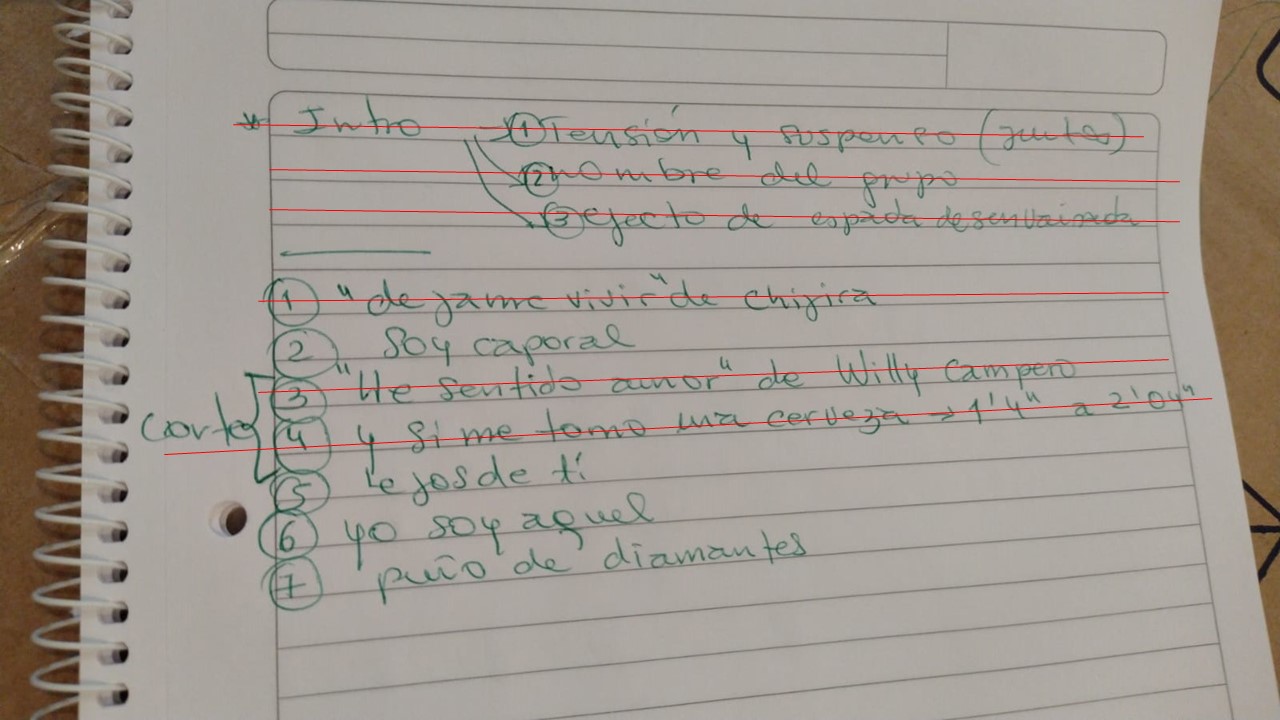 * Intro → ① Tensión y suspenso (juntas)
② nombre del grupo
③ efecto de espada desenvainada
① "dejame vivir" de chijira
② Soy caporal
③ "He sentido amor" de Willy Campero
cortes ④ y si me tomo una cerveza → 1'4" a 2'04"
⑤ lejos de tí
⑥ yo soy aquel
⑦ puño de diamantes